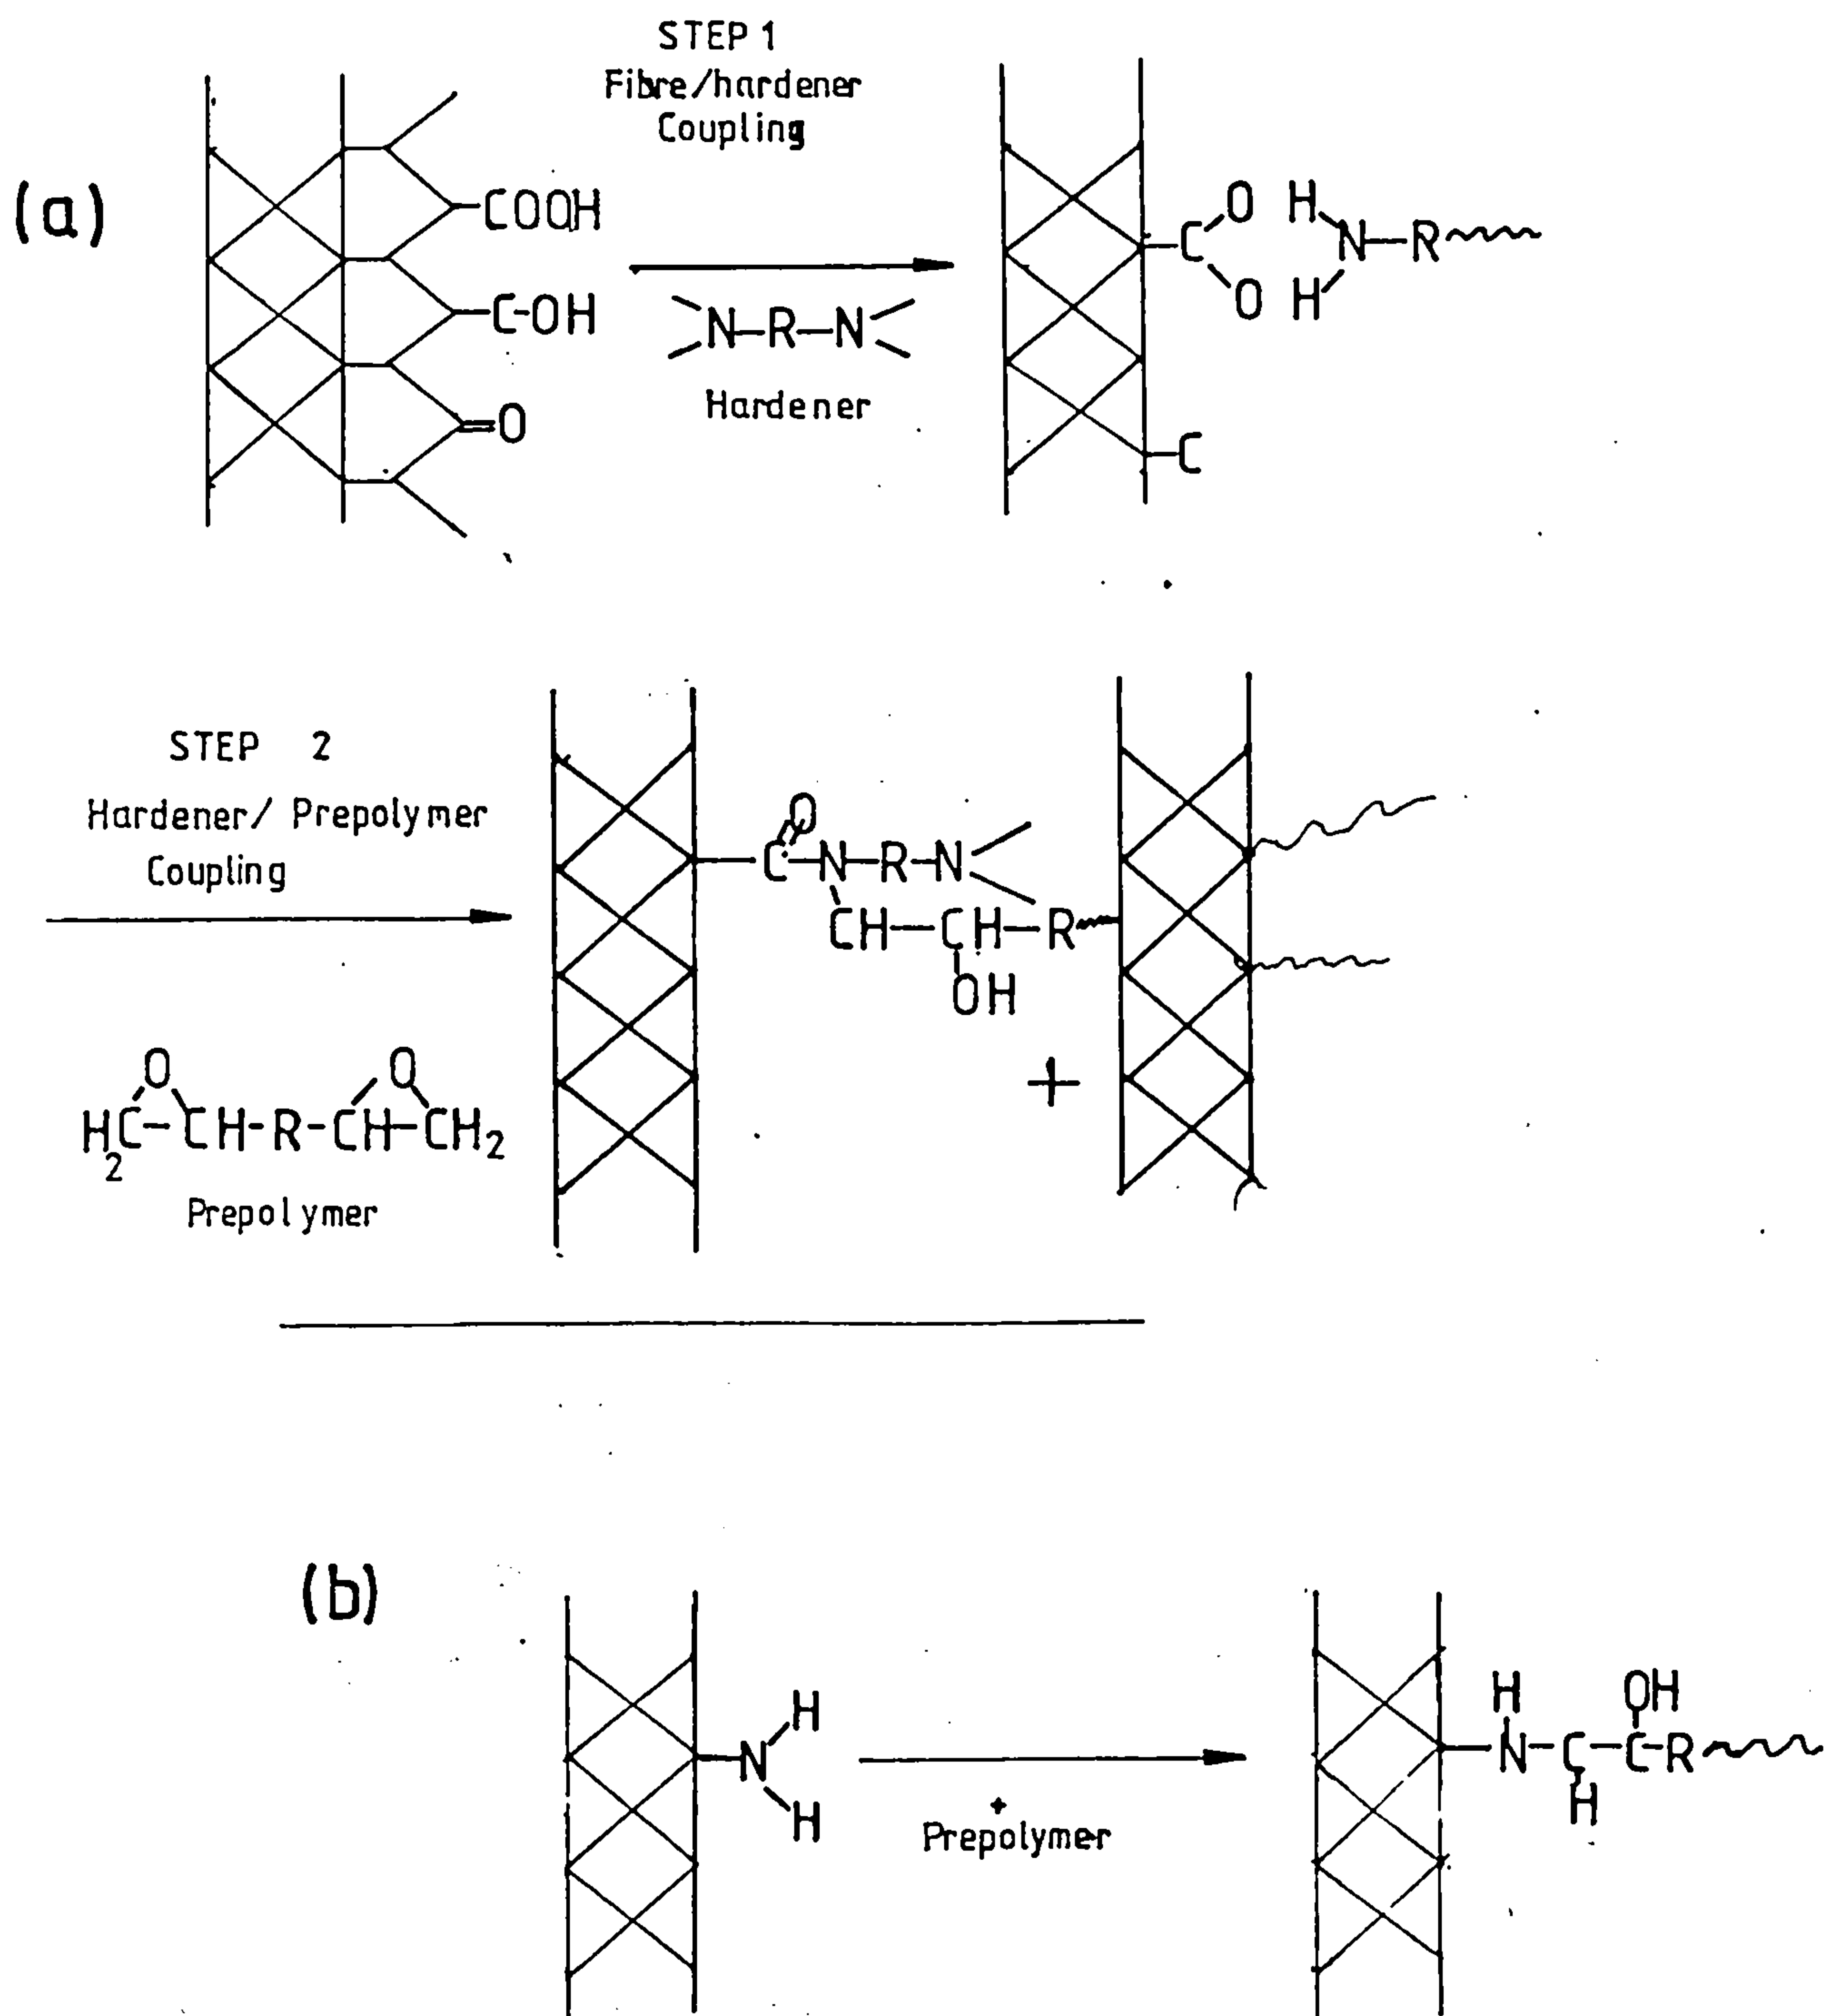 STEP 1
Fibre/hardener
Coupling
(a)
COOH
C-OH
=O
N-R-N
Hardener
C
O
O
H
H
N-R
C
STEP 2
Hardener/ Prepolymer
Coupling
O
C-N-R-N
CH-CH-R
OH
O
O
H2C-CH-R-CH-CH2
Prepolymer
+
(b)
H
N
H
+
Prepolymer
H
OH
N-C-C-R
H